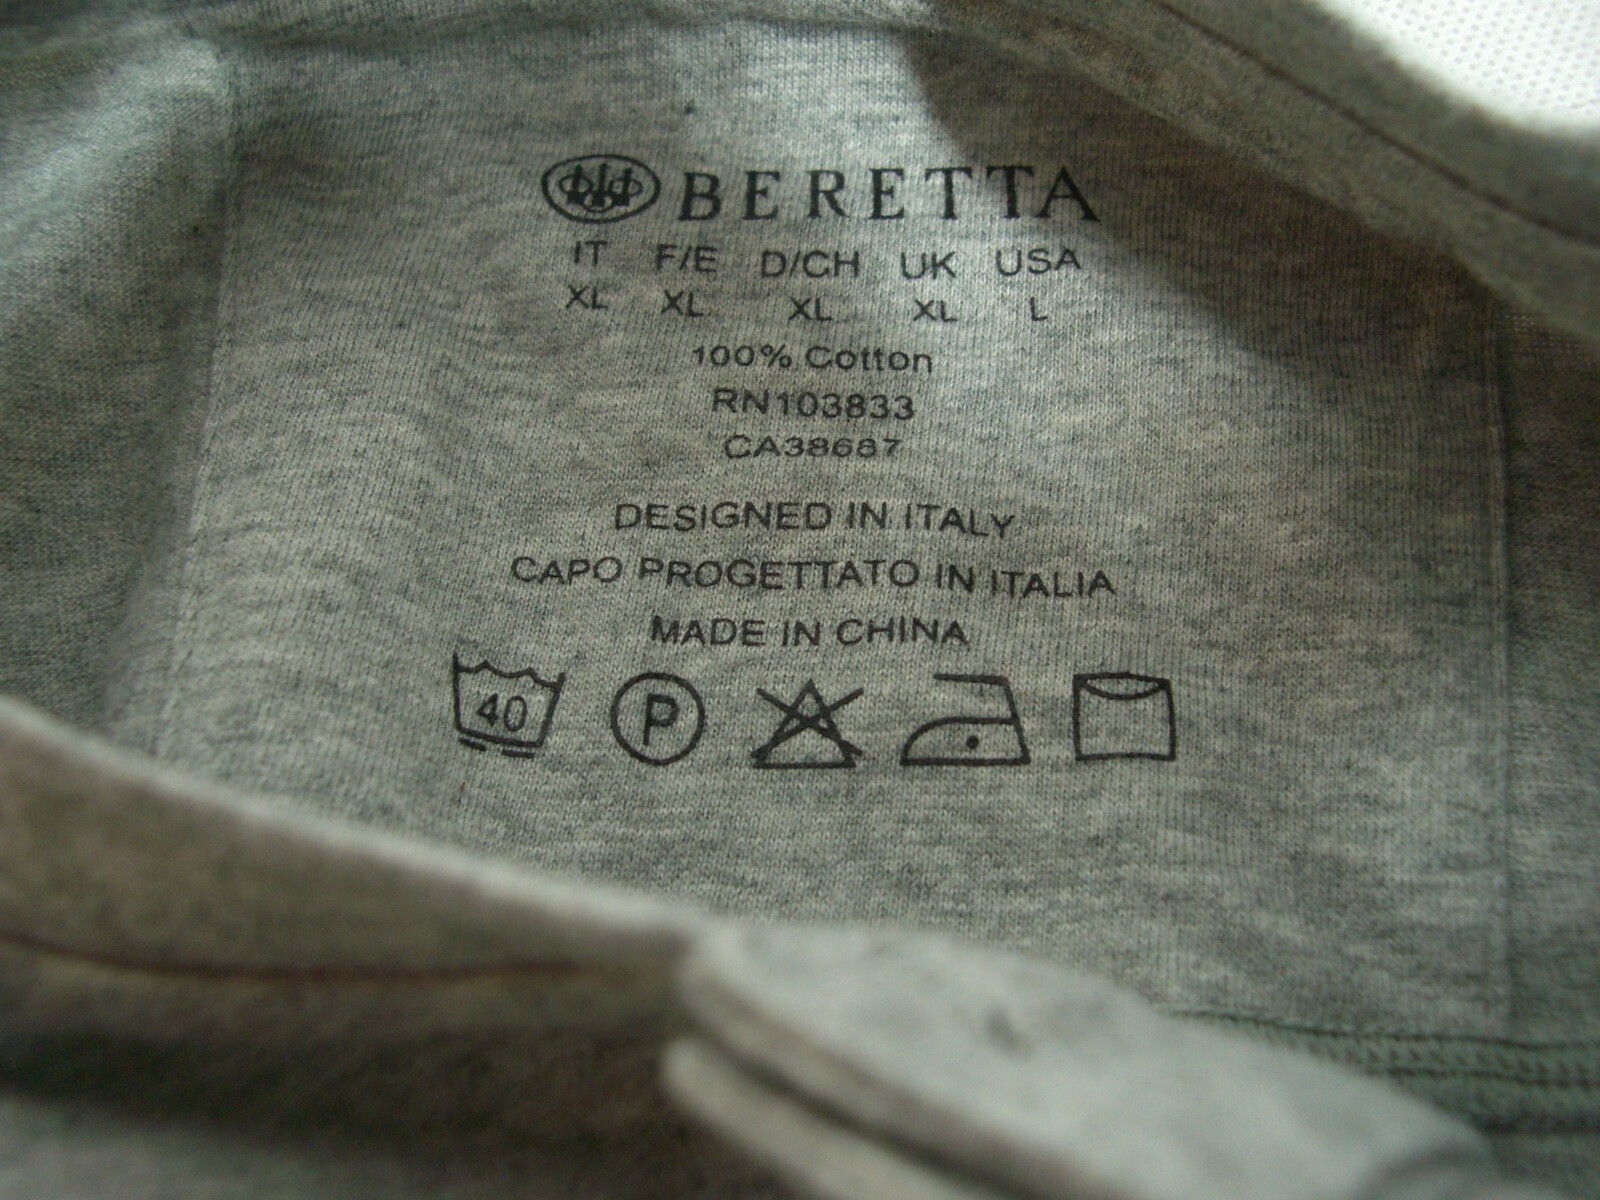 BERETTA
IT F/E D/CH UK USA
XL XL XL XL L
100% Cotton
RN103833
CA38687
DESIGNED IN ITALY
CAPO PROGETTATO IN ITALIA
MADE IN CHINA
40 P